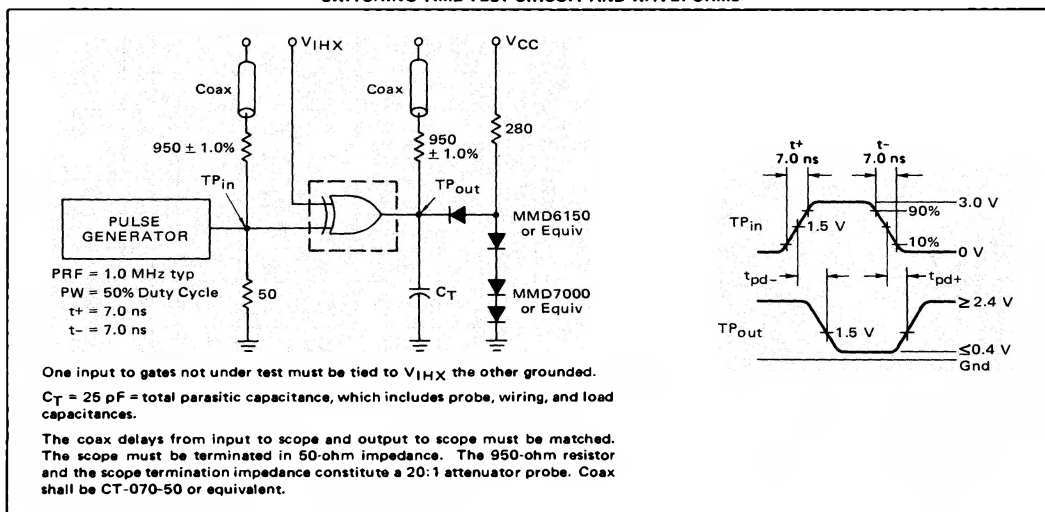 SWITCHING TIME TEST CIRCUIT AND WAVEFORMS
VIHX
VCC
Coax
Coax
280
950 ± 1.0%
950
± 1.0%
TPin
TPout
PULSE
GENERATOR
MMD6150
or Equiv
PRF = 1.0 MHz typ
PW = 50% Duty Cycle
t+ = 7.0 ns
t– = 7.0 ns
50
CT
MMD7000
or Equiv
t+
7.0 ns
t–
7.0 ns
3.0 V
90%
TPin
1.5 V
10%
0 V
tpd–
tpd+
≥2.4 V
TPout
1.5 V
≤0.4 V
Gnd
One input to gates not under test must be tied to VIHX the other grounded.
CT = 25 pF = total parasitic capacitance, which includes probe, wiring, and load
capacitances.
The coax delays from input to scope and output to scope must be matched.
The scope must be terminated in 50-ohm impedance. The 950-ohm resistor
and the scope termination impedance constitute a 20:1 attenuator probe. Coax
shall be CT-070-50 or equivalent.